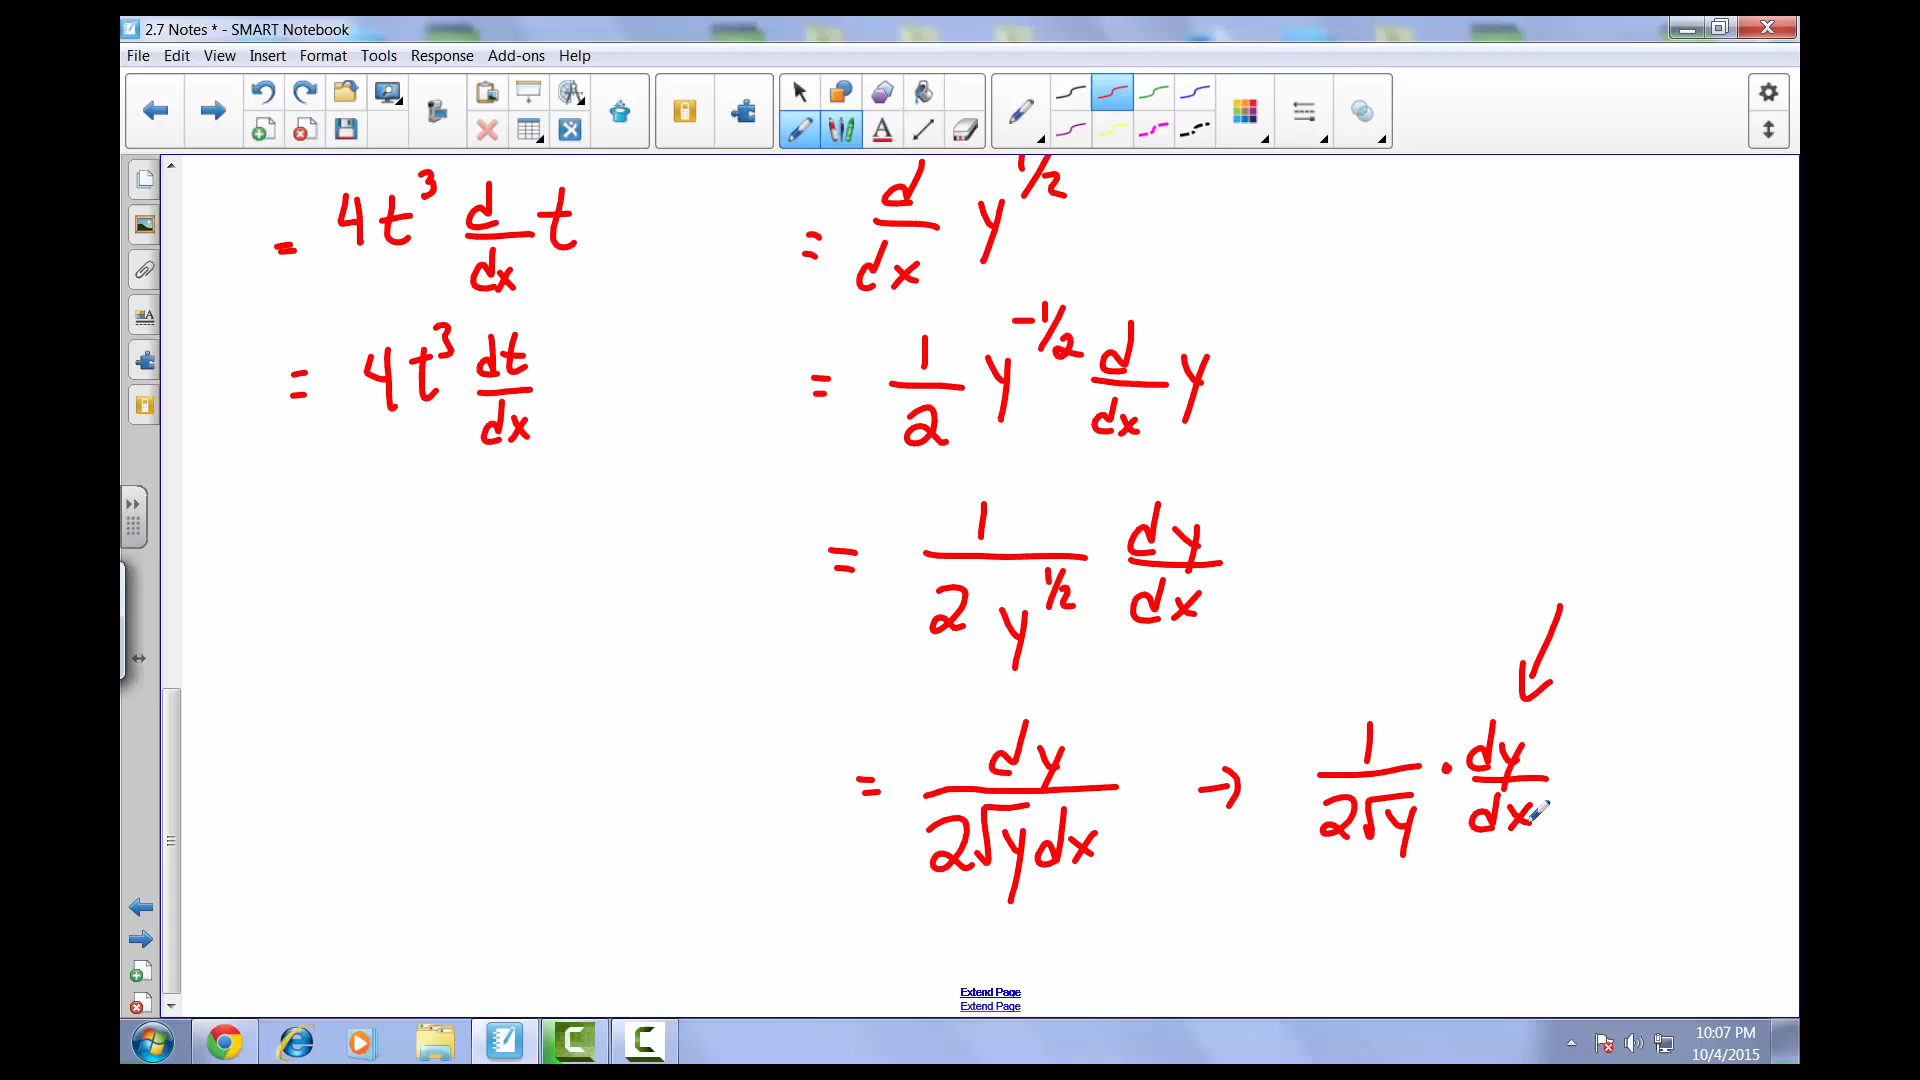 2.7 Notes * - SMART Notebook
File Edit View Insert Format Tools Response Add-ons Help
= 4t³ d/dx t
= 4t³ dt/dx
= d/dx y^1/2
= 1/2 y^-1/2 d/dx y
= 1/(2 y^1/2) dy/dx
= dy/(2√y dx) → 1/(2√y) · dy/dx
Extend Page
Extend Page
10:07 PM
10/4/2015